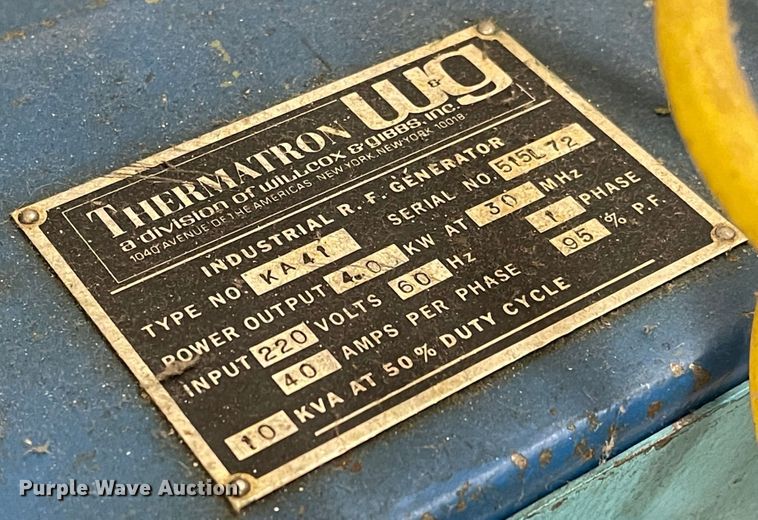 THERMATRON W&G
a division of willcox & gibbs, inc.
1040 AVENUE OF THE AMERICAS NEW YORK, NEW YORK 10018
INDUSTRIAL R.F. GENERATOR
TYPE NO. KA41 SERIAL NO. 515L72
POWER OUTPUT 4.0 KW AT 30 MHz
INPUT 220 VOLTS 60 Hz 1 PHASE
40 AMPS PER PHASE 95 % P.F.
10 KVA AT 50% DUTY CYCLE
Purple Wave Auction